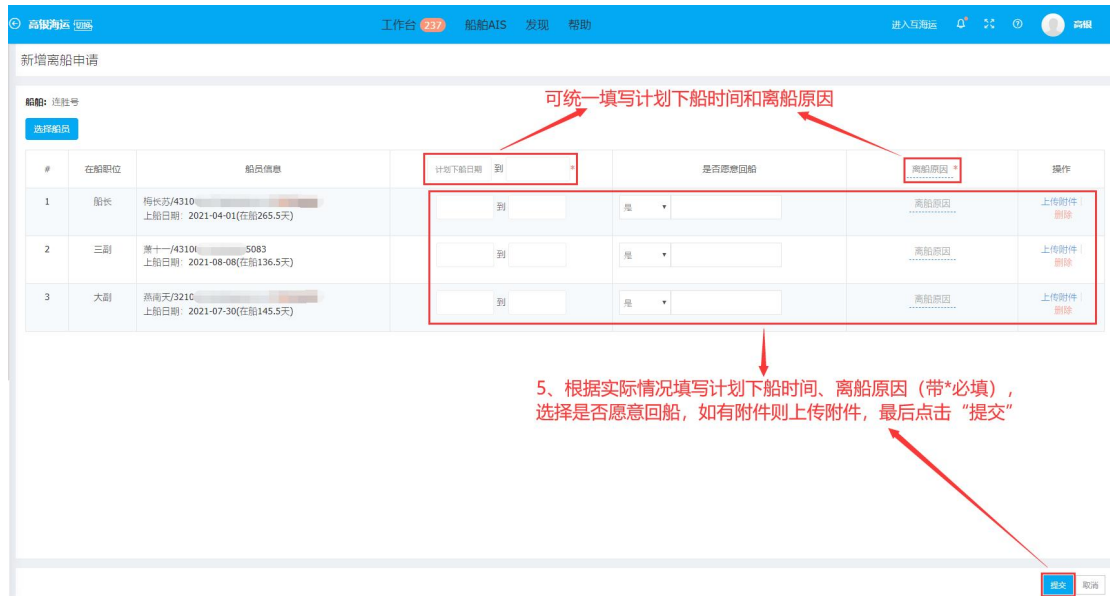 高银海运 切换 工作台 237 船舶AIS 发现 帮助 进入互海运 高银
新增离船申请
船舶: 连胜号
可统一填写计划下船时间和离船原因
选择船员
# 在船职位 船员信息 计划下船日期 到 * 是否愿意回船 离船原因 * 操作
1 船长 梅长苏/4310 到 是 离船原因 上传附件
上船日期: 2021-04-01(在船265.5天) 删除
2 三副 萧十一/4310 5083 到 是 离船原因 上传附件
上船日期: 2021-08-08(在船136.5天) 删除
3 大副 燕南天/3210 到 是 离船原因 上传附件
上船日期: 2021-07-30(在船145.5天) 删除
5、根据实际情况填写计划下船时间、离船原因（带*必填），
选择是否愿意回船，如有附件则上传附件，最后点击“提交”
提交 取消